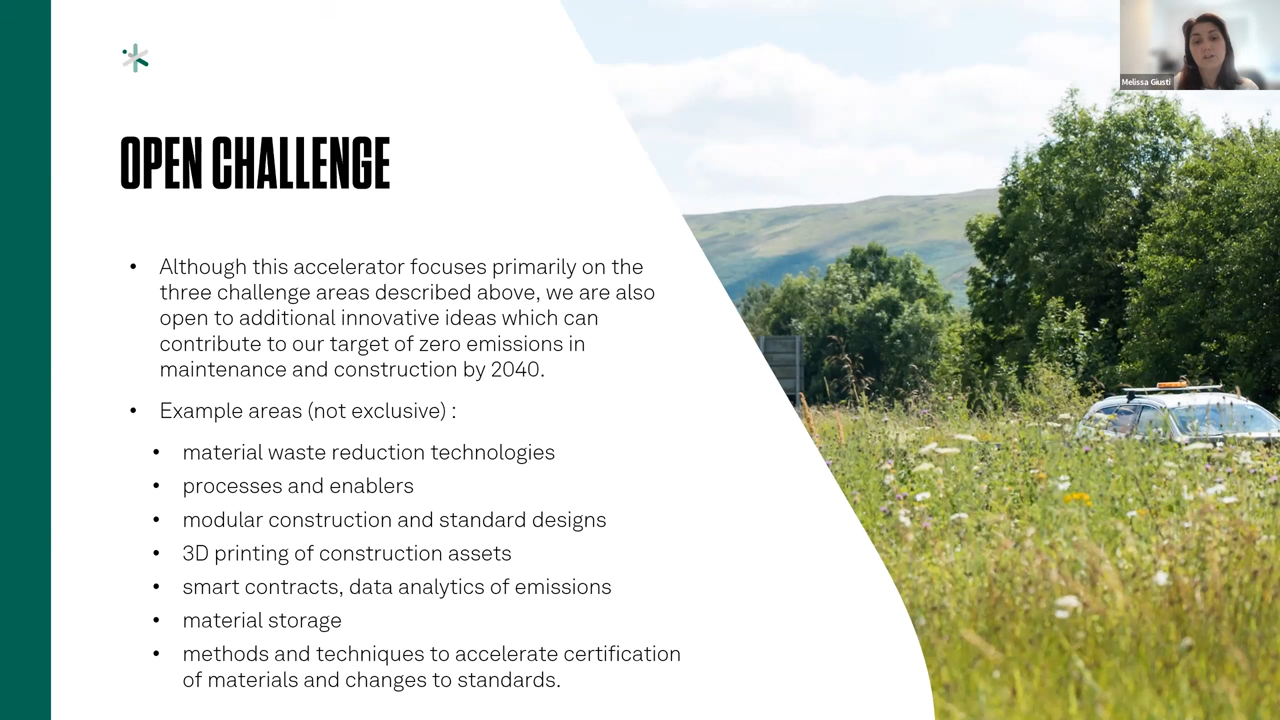 Melissa Giusti
OPEN CHALLENGE
• Although this accelerator focuses primarily on the
three challenge areas described above, we are also
open to additional innovative ideas which can
contribute to our target of zero emissions in
maintenance and construction by 2040.
• Example areas (not exclusive) :
• material waste reduction technologies
• processes and enablers
• modular construction and standard designs
• 3D printing of construction assets
• smart contracts, data analytics of emissions
• material storage
• methods and techniques to accelerate certification
of materials and changes to standards.